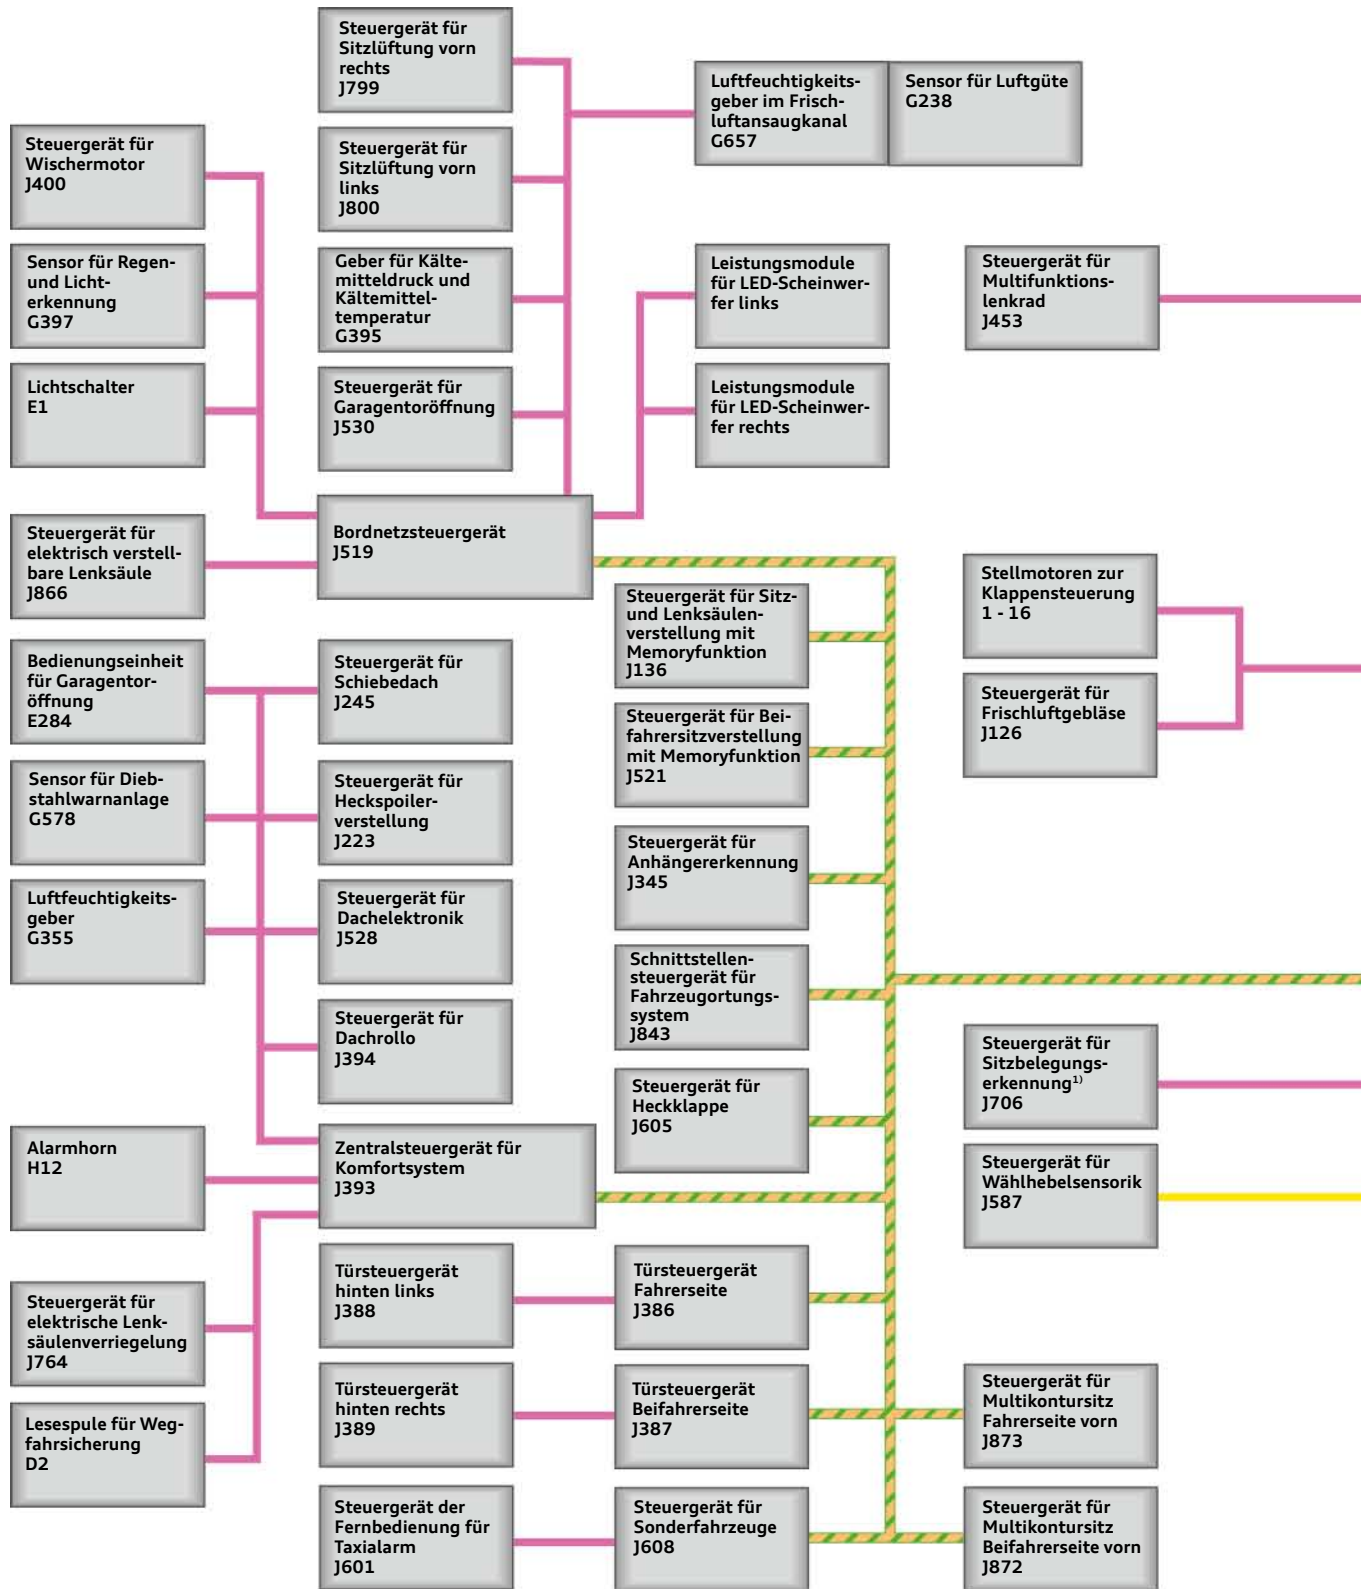 Steuergerät für
Sitzlüftung vorn
rechts
J799
Luftfeuchtigkeits-
geber im Frisch-
luftansaugkanal
G657
Sensor für Luftgüte
G238
Steuergerät für
Wischermotor
J400
Steuergerät für
Sitzlüftung vorn
links
J800
Sensor für Regen-
und Licht-
erkennung
G397
Geber für Kälte-
mitteldruck und
Kältemittel-
temperatur
G395
Leistungsmodule
für LED-Scheinwer-
fer links
Steuergerät für
Multifunktions-
lenkrad
J453
Lichtschalter
E1
Steuergerät für
Garagentoröffnung
J530
Leistungsmodule
für LED-Scheinwer-
fer rechts
Steuergerät für
elektrisch verstell-
bare Lenksäule
J866
Bordnetzsteuergerät
J519
Steuergerät für Sitz-
und Lenksäulen-
verstellung mit
Memoryfunktion
J136
Stellmotoren zur
Klappensteuerung
1 - 16
Bedienungseinheit
für Garagentor-
öffnung
E284
Steuergerät für
Schiebedach
J245
Steuergerät für Bei-
fahrersitzverstellung
mit Memoryfunktion
J521
Steuergerät für
Frischluftgebläse
J126
Sensor für Dieb-
stahlwarnanlage
G578
Steuergerät für
Heckspoiler-
verstellung
J223
Steuergerät für
Anhängererkennung
J345
Luftfeuchtigkeits-
geber
G355
Steuergerät für
Dachelektronik
J528
Schnittstellen-
steuergerät für
Fahrzeugortungs-
system
J843
Steuergerät für
Dachrollo
J394
Steuergerät für
Heckklappe
J605
Steuergerät für
Sitzbelegungs-
erkennung¹⁾
J706
Alarmhorn
H12
Zentralsteuergerät für
Komfortsystem
J393
Steuergerät für
Wählhebelsensorik
J587
Steuergerät für
elektrische Lenk-
säulenverriegelung
J764
Türsteuergerät
hinten links
J388
Türsteuergerät
Fahrerseite
J386
Lesespule für Weg-
fahrsicherung
D2
Türsteuergerät
hinten rechts
J389
Türsteuergerät
Beifahrerseite
J387
Steuergerät für
Multikontursitz
Fahrerseite vorn
J873
Steuergerät der
Fernbedienung für
Taxialarm
J601
Steuergerät für
Sonderfahrzeuge
J608
Steuergerät für
Multikontursitz
Beifahrerseite vorn
J872